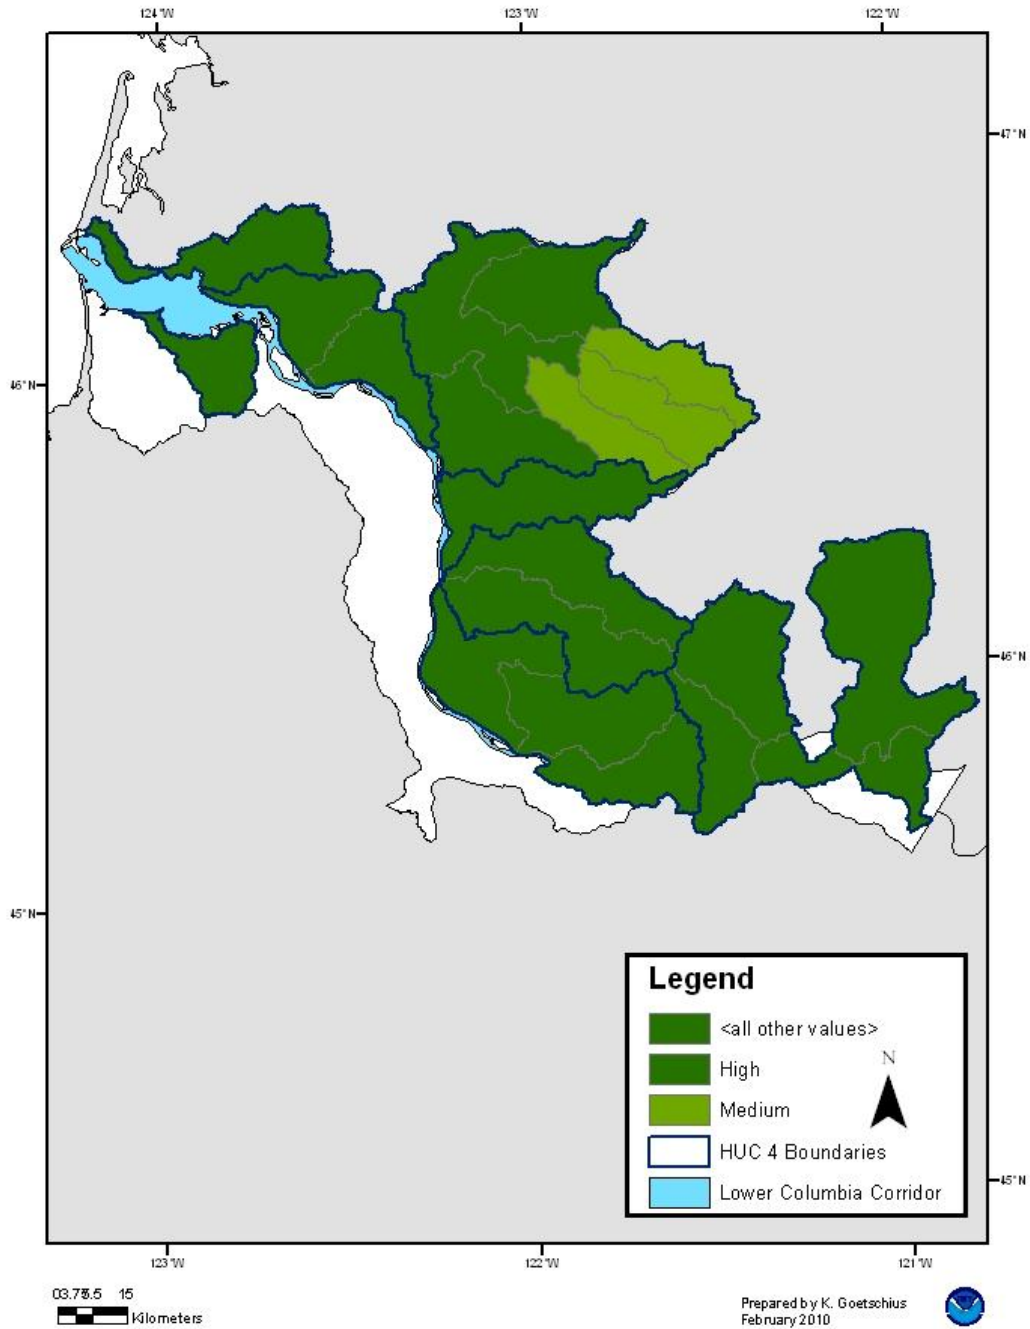 124°W 123°W 122°W
47°N
46°N
46°N
45°N
Legend
<all other values>
High
N
Medium
HUC 4 Boundaries
Lower Columbia Corridor
45°N
123°W 122°W 121°W
15
Kilometers
Prepared by K. Goetschius
February 2010